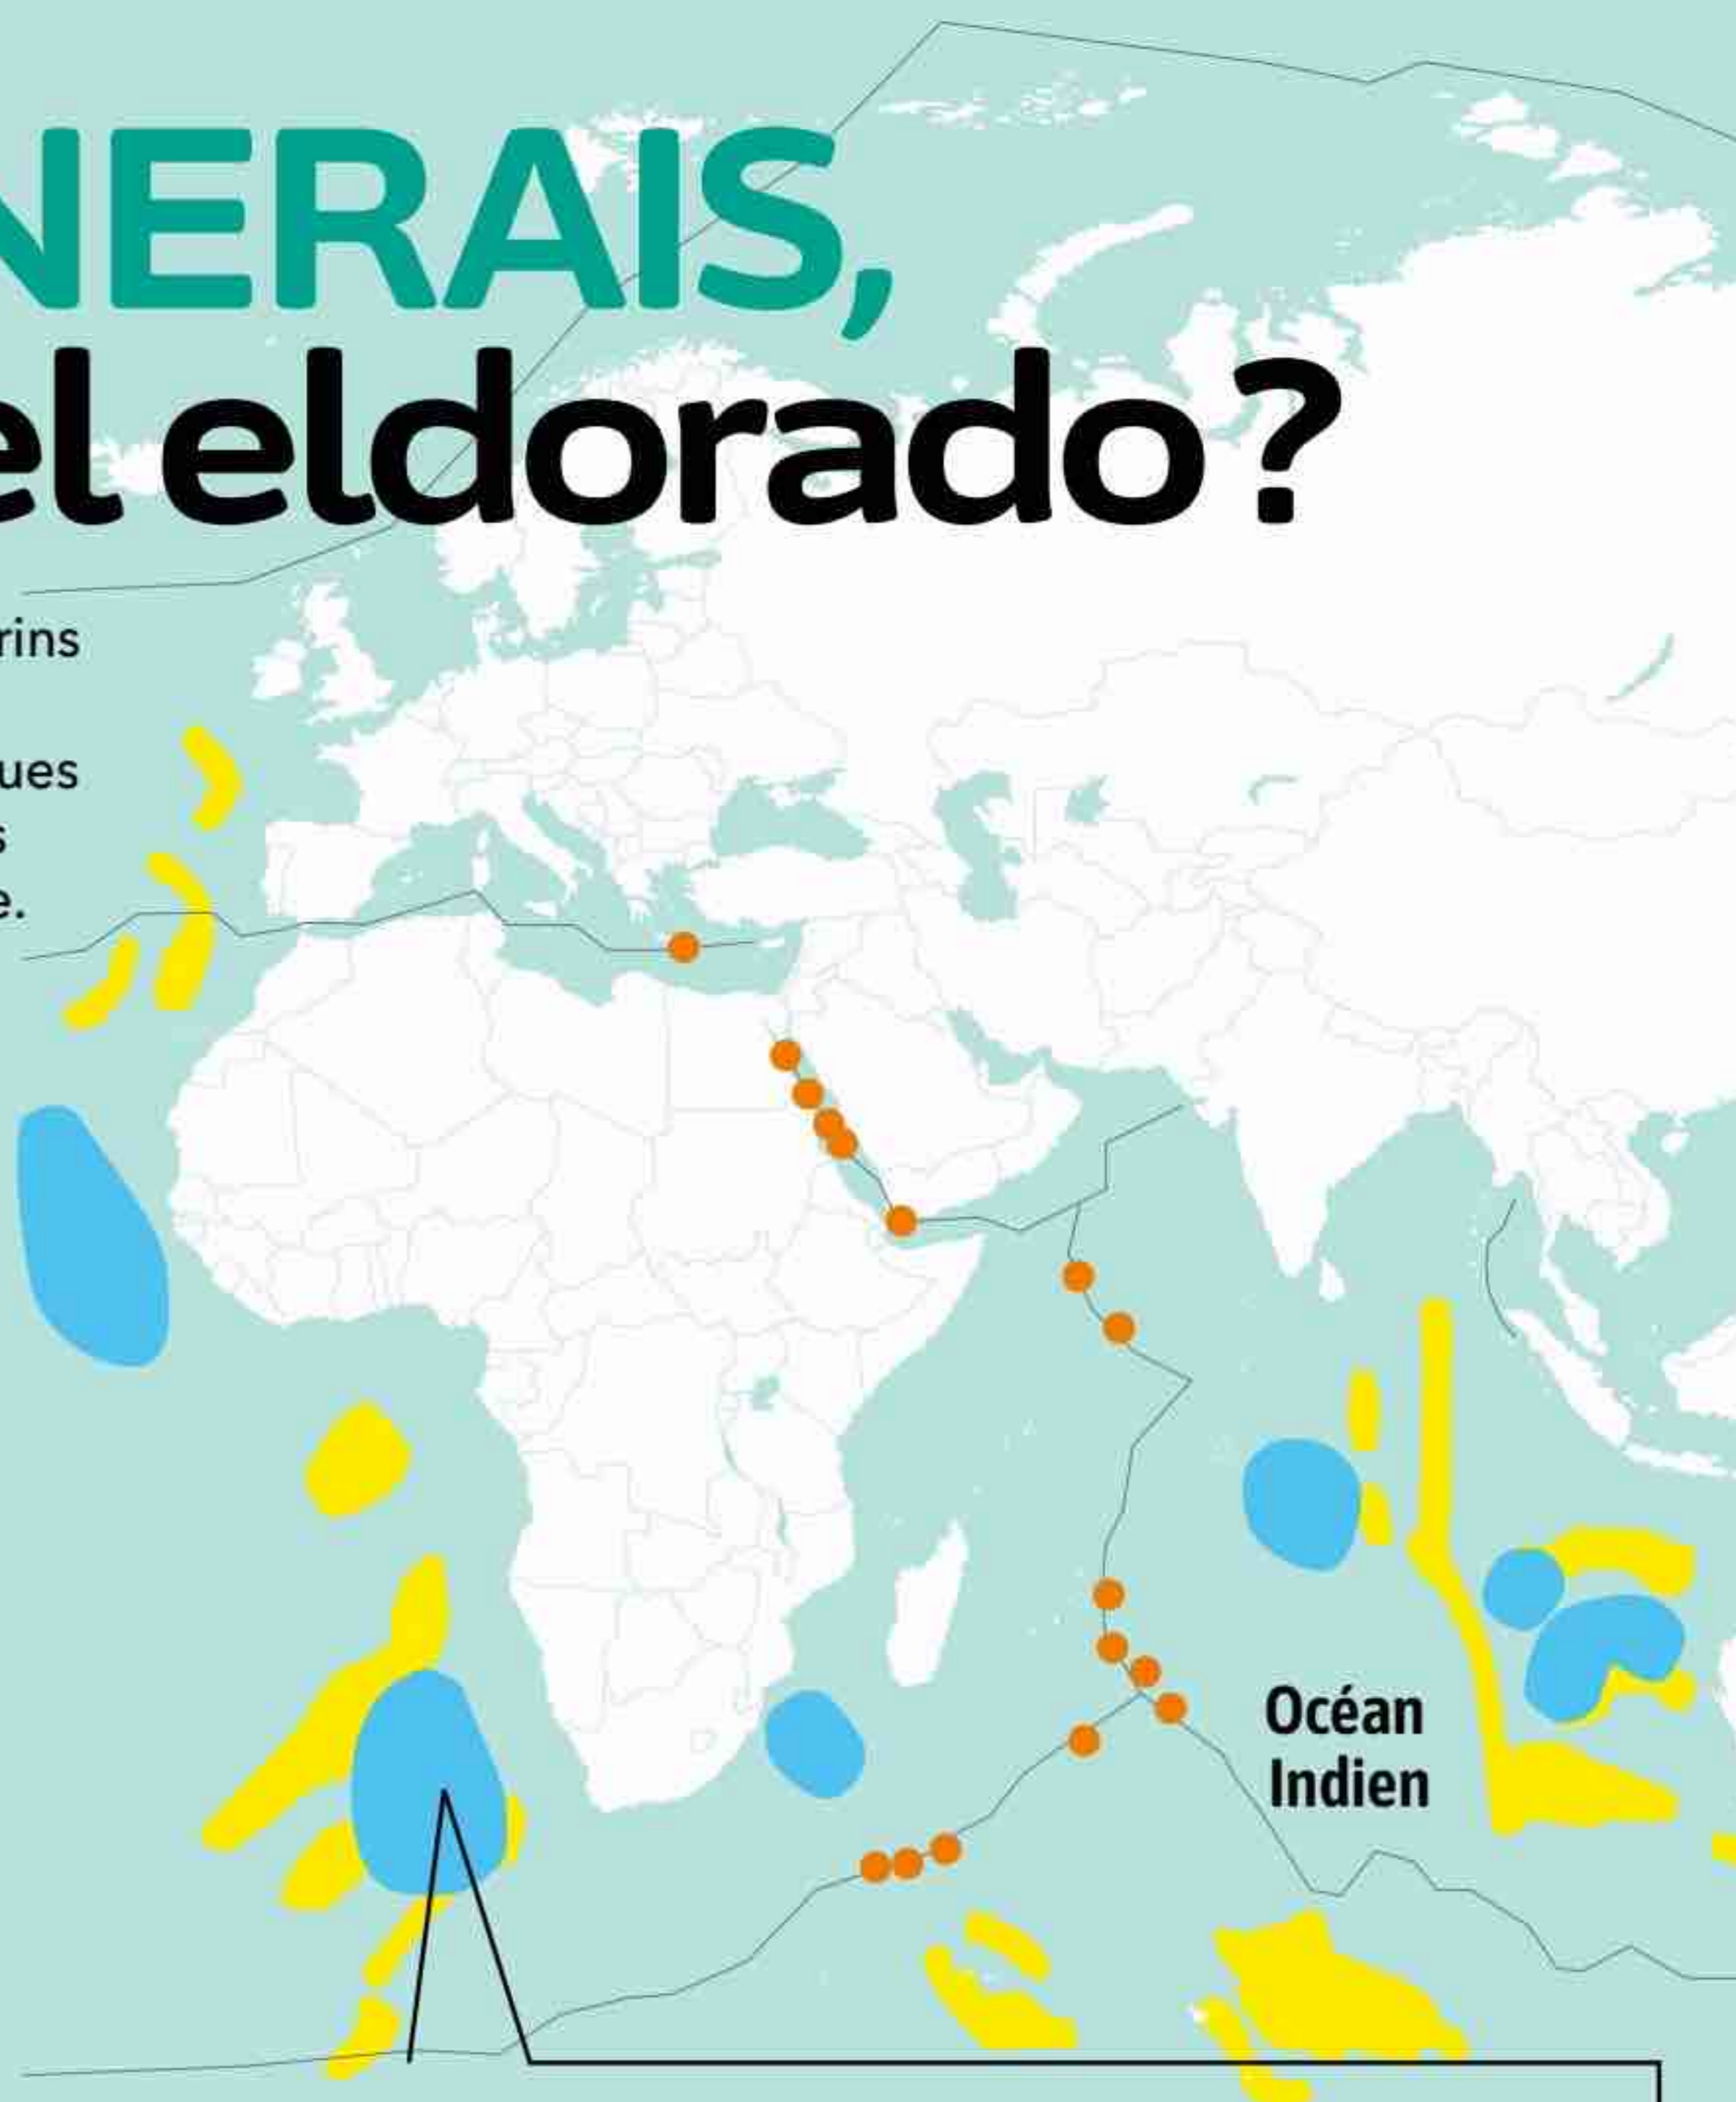 NERAIS,
el eldorado?
rins
ues
s
e.
Océan
Indien